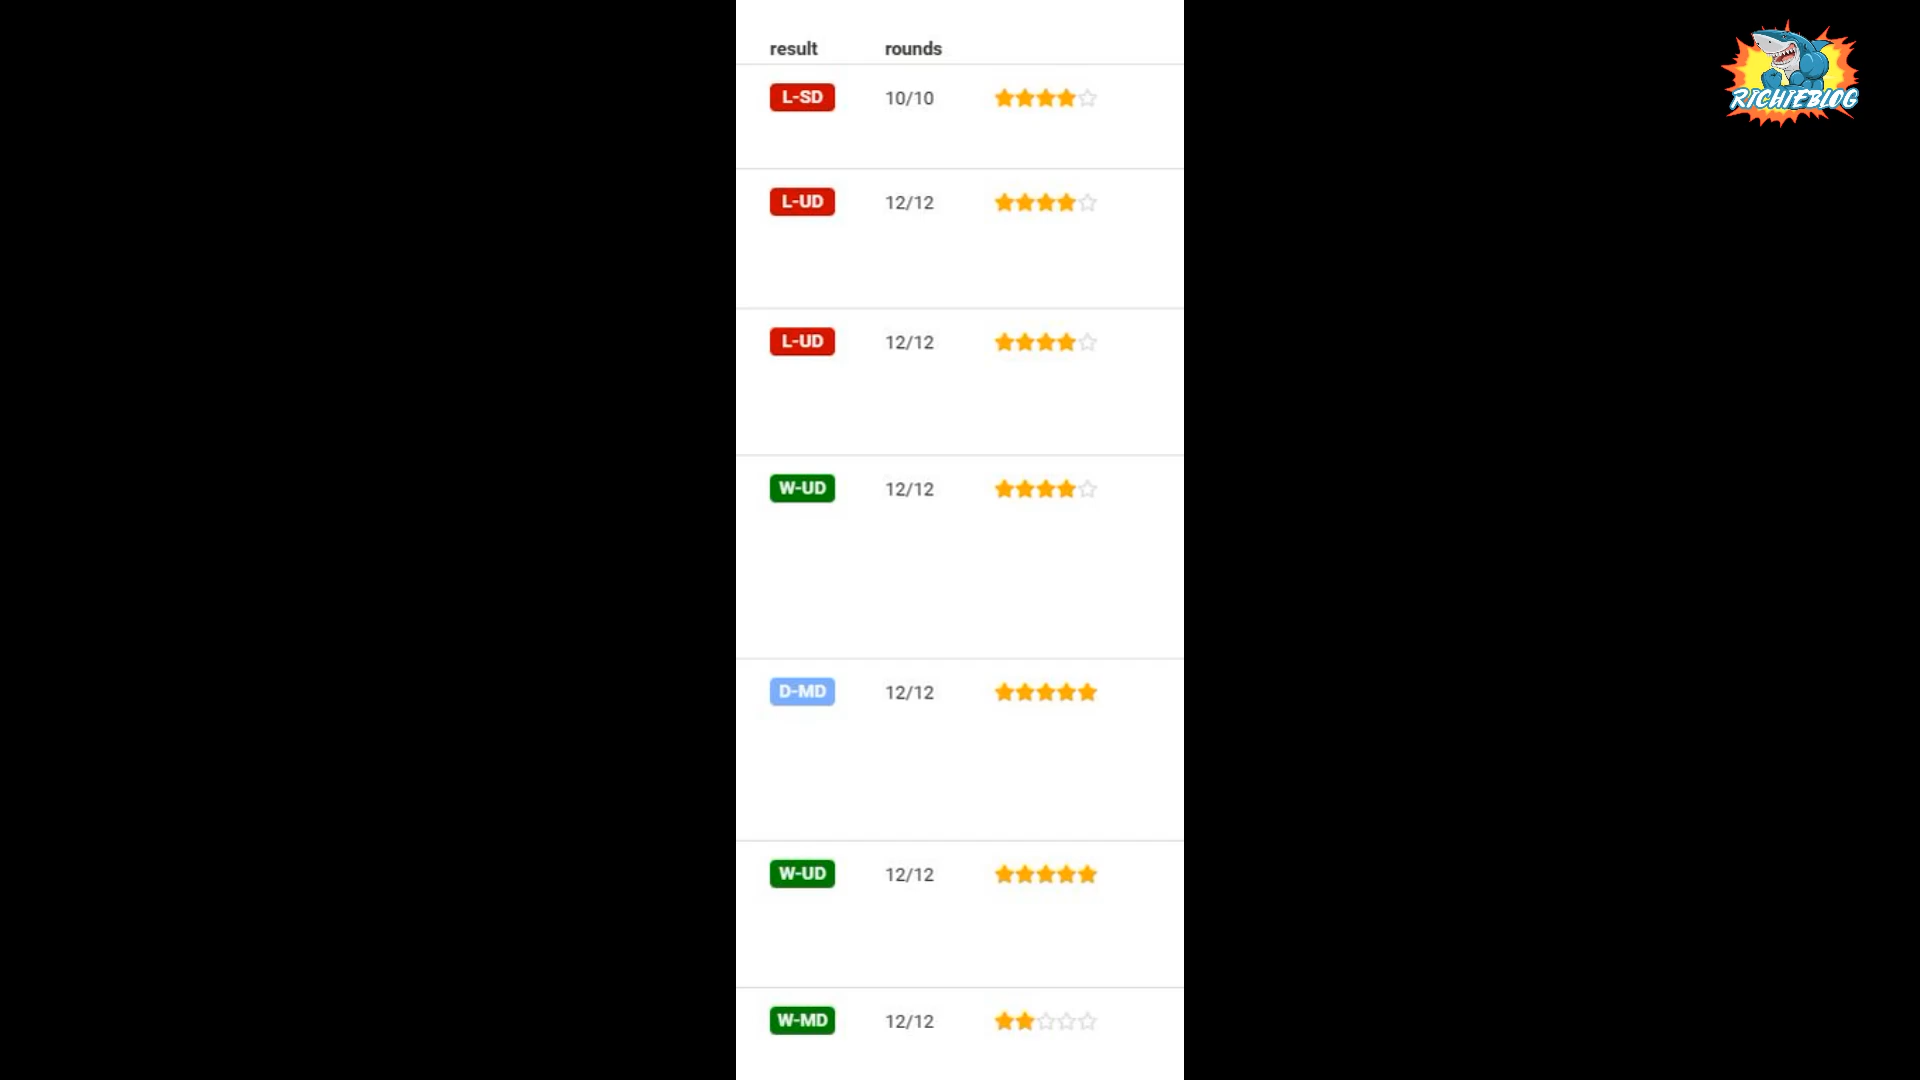 result rounds
L-SD 10/10
L-UD 12/12
L-UD 12/12
W-UD 12/12
D-MD 12/12
W-UD 12/12
W-MD 12/12
RICHIEBLOG